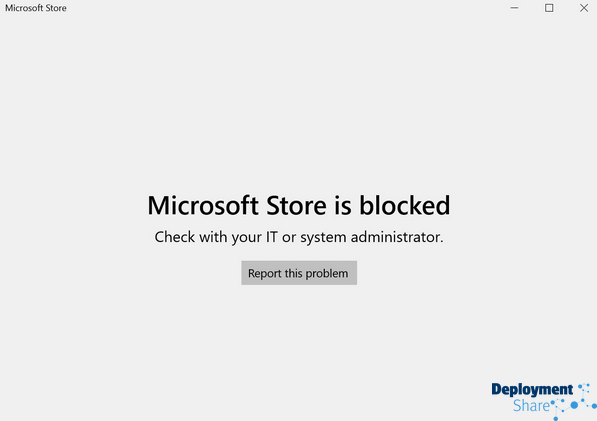 Microsoft Store
Microsoft Store is blocked
Check with your IT or system administrator.
Report this problem
Deployment
Share